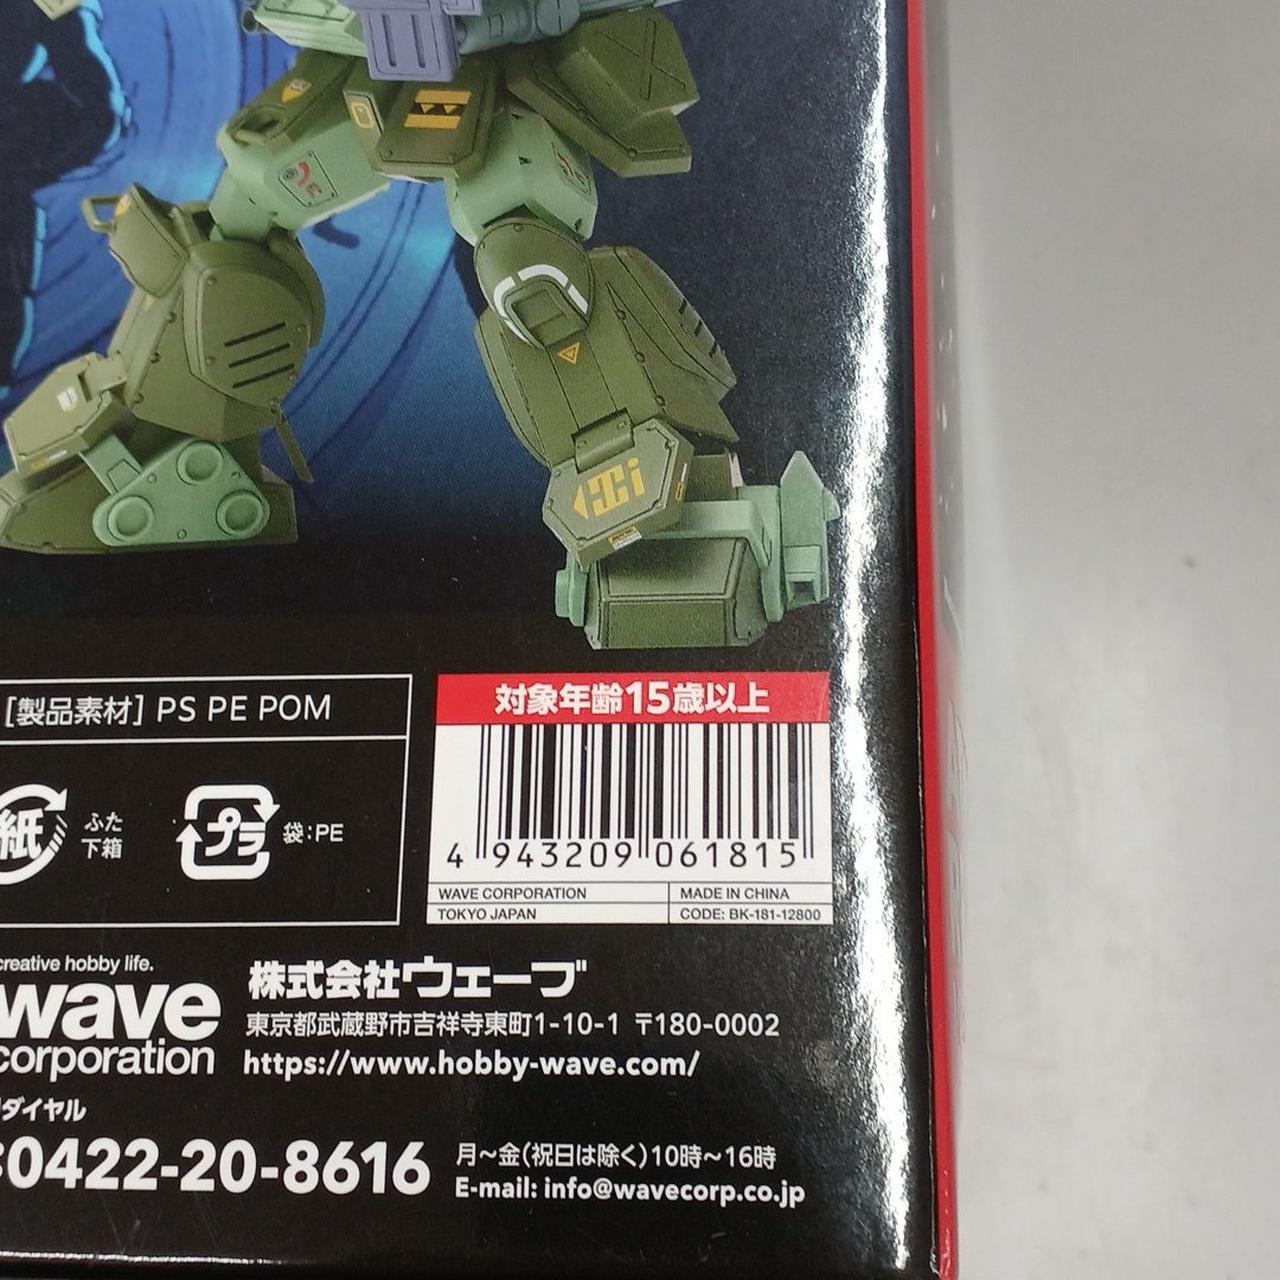 [製品素材] PS PE POM
紙
ふた
下箱
プラ
袋:PE
対象年齢15歳以上
4 943209 061815
WAVE CORPORATION
MADE IN CHINA
TOKYO JAPAN
CODE: BK-181-12800
creative hobby life.
wave
corporation
株式会社ウェーブ
東京都武蔵野市吉祥寺東町1-10-1 〒180-0002
https://www.hobby-wave.com/
ダイヤル
0422-20-8616
月~金(祝日は除く)10時~16時
E-mail: info@wavecorp.co.jp